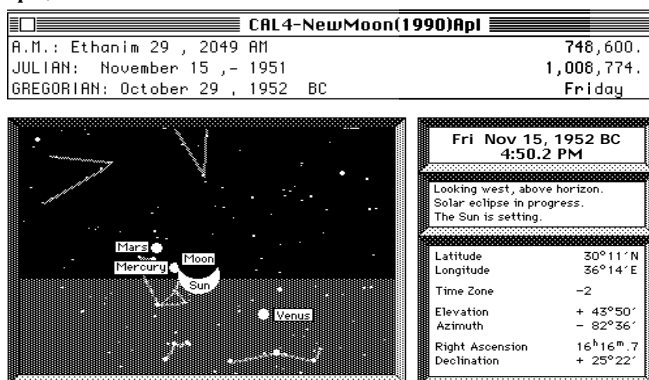 CAL4-NewMoon(1990)Apl
A.M.: Ethanim 29 , 2049 AM 748,600.
JULIAN: November 15 ,- 1951 1,008,774.
GREGORIAN: October 29 , 1952 BC Friday
Fri Nov 15, 1952 BC
4:50.2 PM
Looking west, above horizon.
Solar eclipse in progress.
The Sun is setting.
Mars
Moon
Mercury
Sun
Venus
Latitude 30°11′N
Longitude 36°14′E
Time Zone -2
Elevation + 43°50′
Azimuth - 82°36′
Right Ascension 16h16m.7
Declination + 25°22′